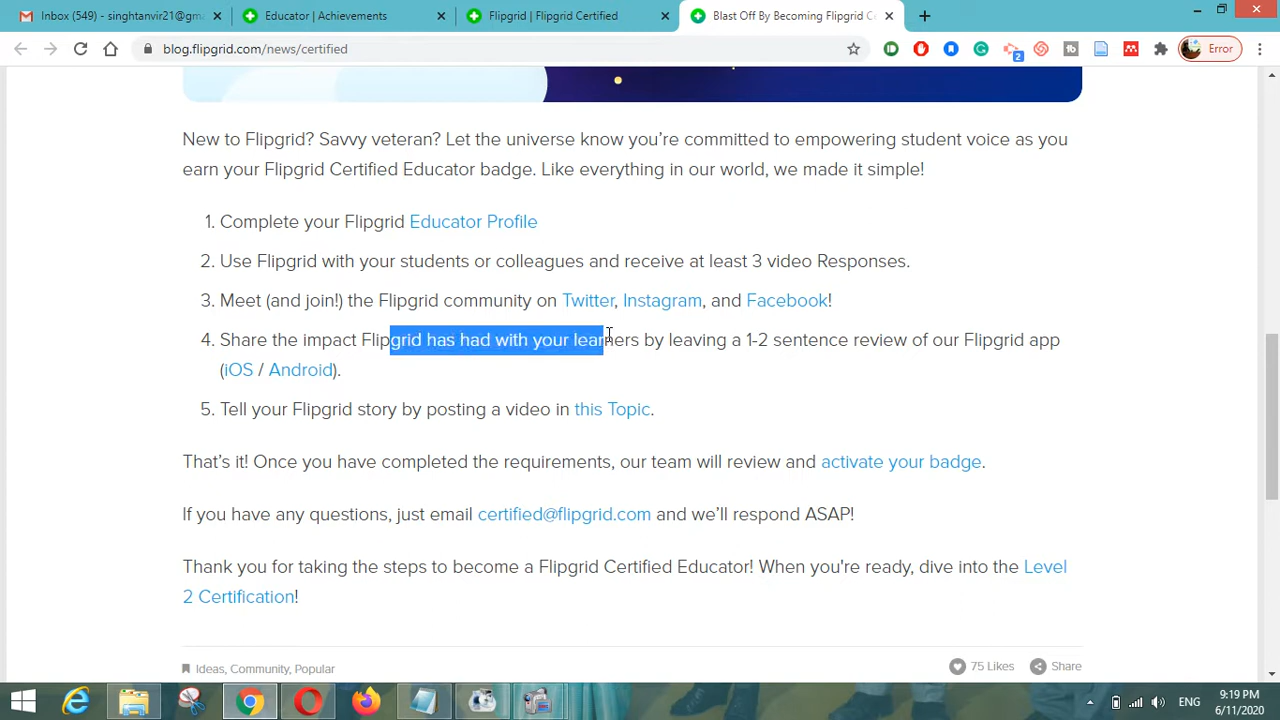 Inbox (549) - singhtanvir21@gm
Educator | Achievements
Flipgrid | Flipgrid Certified
Blast Off By Becoming Flipgrid Ce
blog.flipgrid.com/news/certified
2
Error
New to Flipgrid? Savvy veteran? Let the universe know you're committed to empowering student voice as you
earn your Flipgrid Certified Educator badge. Like everything in our world, we made it simple!
1. Complete your Flipgrid Educator Profile
2. Use Flipgrid with your students or colleagues and receive at least 3 video Responses.
3. Meet (and join!) the Flipgrid community on Twitter, Instagram, and Facebook!
4. Share the impact Flipgrid has had with your learners by leaving a 1-2 sentence review of our Flipgrid app
(iOS / Android).
5. Tell your Flipgrid story by posting a video in this Topic.
That's it! Once you have completed the requirements, our team will review and activate your badge.
If you have any questions, just email certified@flipgrid.com and we'll respond ASAP!
Thank you for taking the steps to become a Flipgrid Certified Educator! When you're ready, dive into the Level
2 Certification!
Ideas, Community, Popular
75 Likes
Share
ENG
9:19 PM
6/11/2020